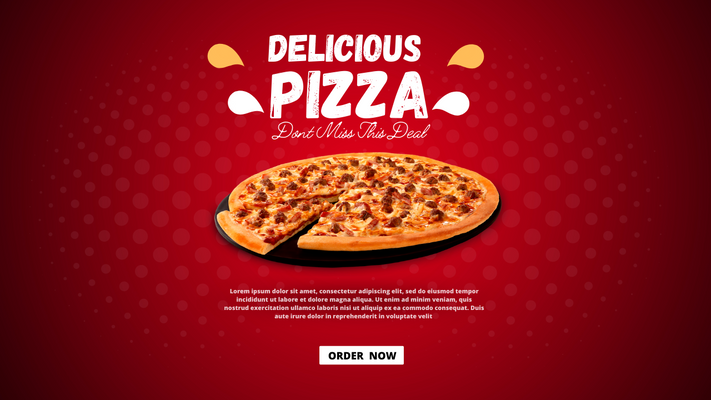 DELICIOUS
PIZZA
Dont Miss This Deal
Lorem ipsum dolor sit amet, consectetur adipiscing elit, sed do eiusmod tempor
incididunt ut labore et dolore magna aliqua. Ut enim ad minim veniam, quis
nostrud exercitation ullamco laboris nisi ut aliquip ex ea commodo consequat. Duis
aute irure dolor in reprehenderit in voluptate velit
ORDER NOW